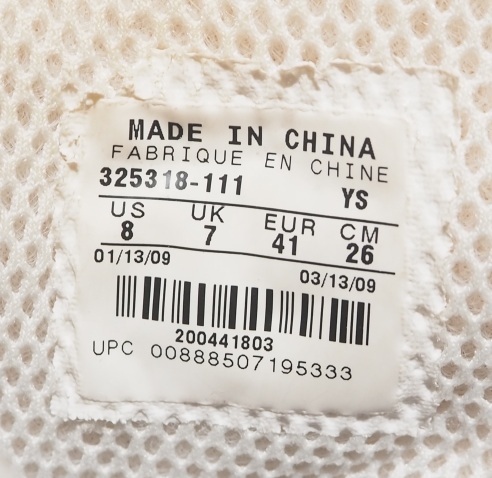 MADE IN CHINA
FABRIQUE EN CHINE
325318-111 YS
US UK EUR CM
8 7 41 26
01/13/09 03/13/09
200441803
UPC 00888507195333